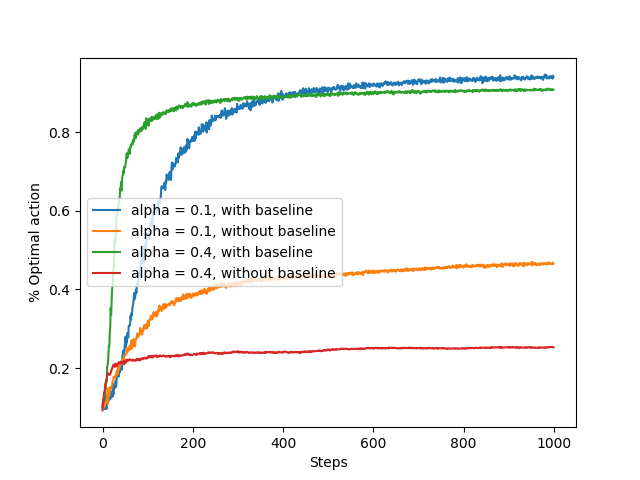 0.8
0.6
0.4
0.2
% Optimal action
alpha = 0.1, with baseline
alpha = 0.1, without baseline
alpha = 0.4, with baseline
alpha = 0.4, without baseline
0 200 400 600 800 1000
Steps